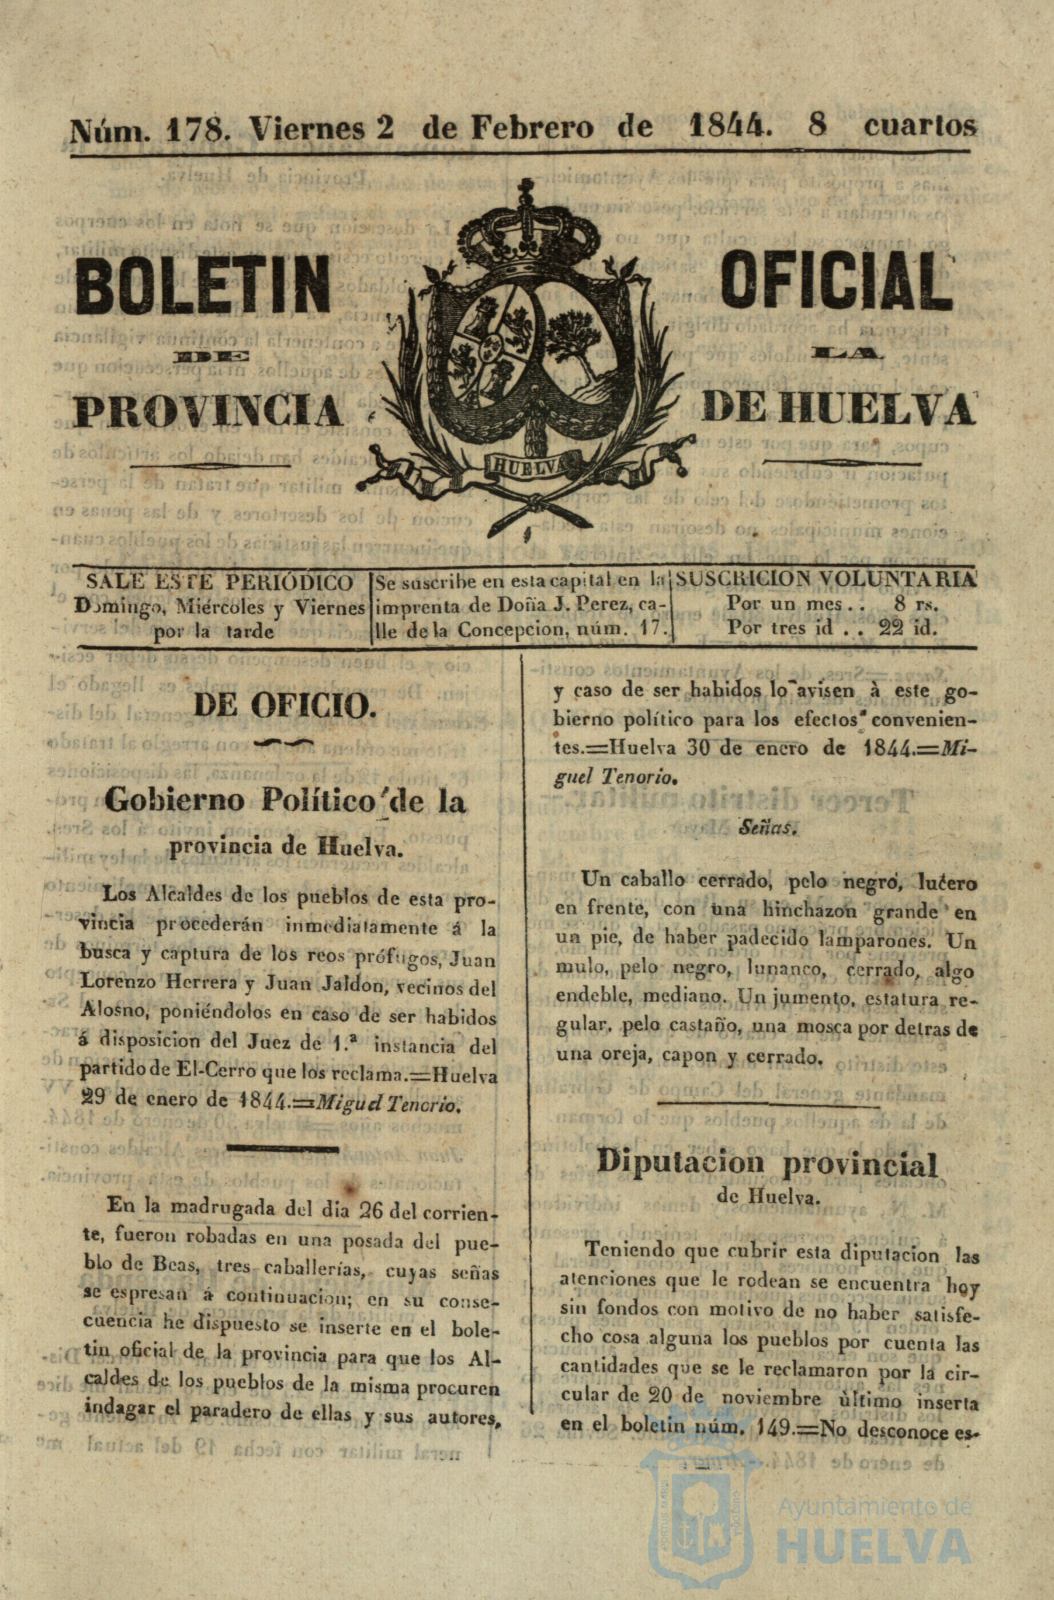 Núm. 178. Viernes 2 de Febrero de 1844. 8 cuartos
BOLETIN OFICIAL
DE LA
PROVINCIA DE HUELVA
HUELVA
SALE ESTE PERIÓDICO
Domingo, Miércoles y Viernes
por la tarde
Se suscribe en esta capital en la
imprenta de Doña J. Perez, ca-
lle de la Concepcion, núm. 17.
SUSCRICION VOLUNTARIA
Por un mes . . 8 rs.
Por tres id . . 22 id.
DE OFICIO.
Gobierno Político de la
provincia de Huelva.
Los Alcaldes de los pueblos de esta pro-
vincia procederán inmediatamente á la
busca y captura de los reos prófugos, Juan
Lorenzo Herrera y Juan Jaldon, vecinos del
Alosno, poniéndolos en caso de ser habidos
á disposicion del Juez de 1.ª instancia del
partido de El-Cerro que los reclama.=Huelva
29 de enero de 1844.=Miguel Tenorio.
En la madrugada del dia 26 del corrien-
te, fueron robadas en una posada del pue-
blo de Beas, tres caballerías, cuyas señas
se espresan á continuacion; en su conse-
cuencia he dispuesto se inserte en el bole-
tin oficial de la provincia para que los Al-
caldes de los pueblos de la misma procuren
indagar el paradero de ellas y sus autores,
y caso de ser habidos lo avisen à este go-
bierno político para los efectos convenien-
tes.=Huelva 30 de enero de 1844.=Mi-
guel Tenorio.
Señas.
Un caballo cerrado, pelo negro, lucero
en frente, con una hinchazon grande en
un pie, de haber padecido lamparones. Un
mulo, pelo negro, lunanco, cerrado, algo
endeble, mediano. Un jumento, estatura re-
gular, pelo castaño, una mosca por detras de
una oreja, capon y cerrado.
Diputacion provincial
de Huelva.
Teniendo que cubrir esta diputacion las
atenciones que le rodean se encuentra hoy
sin fondos con motivo de no haber satisfe-
cho cosa alguna los pueblos por cuenta las
cantidades que se le reclamaron por la cir-
cular de 20 de noviembre ùltimo inserta
en el boletin núm. 149.=No desconoce es-
Ayuntamiento de
HUELVA